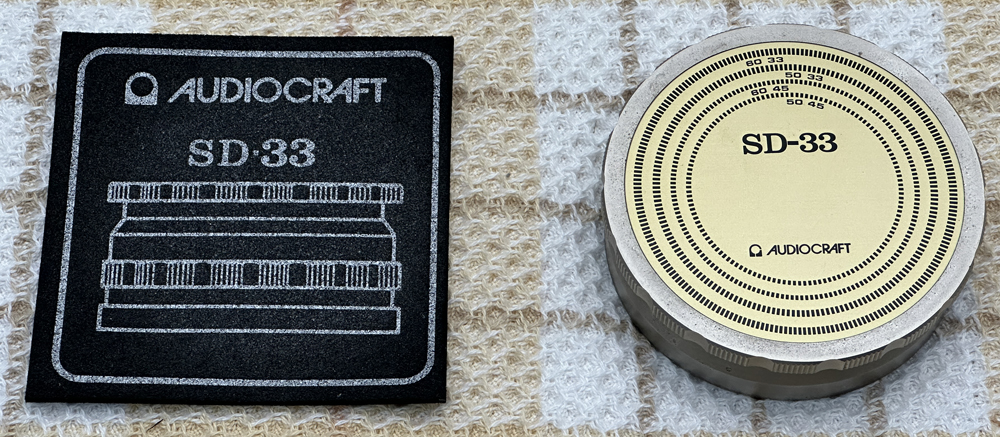 AUDIOCRAFT
SD-33
60 33
50 33
60 45
50 45
SD-33
AUDIOCRAFT